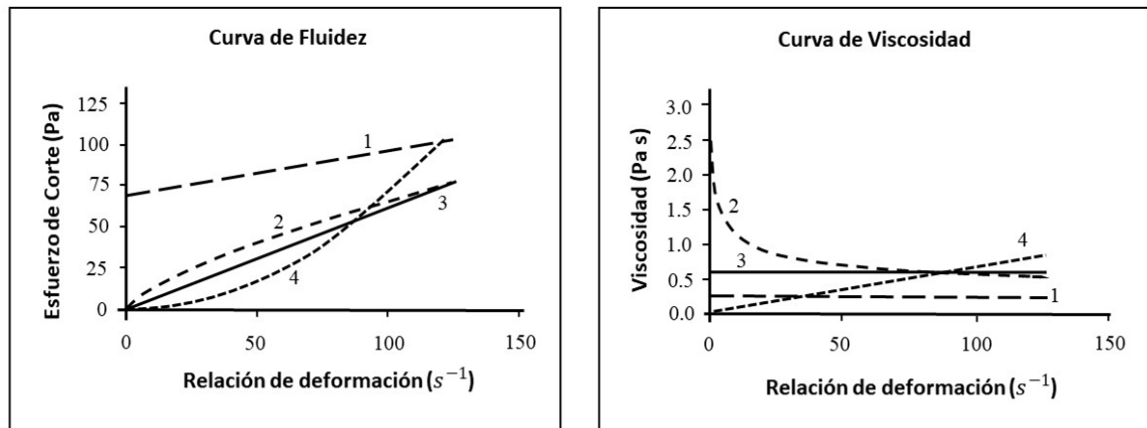 Curva de Fluidez
Esfuerzo de Corte (Pa)
125
100
75
50
25
0
1
2
3
4
0 50 100 150
Relación de deformación (s⁻¹)
Curva de Viscosidad
Viscosidad (Pa s)
3.0
2.5
2.0
1.5
1.0
0.5
0.0
2
4
3
1
0 50 100 150
Relación de deformación (s⁻¹)